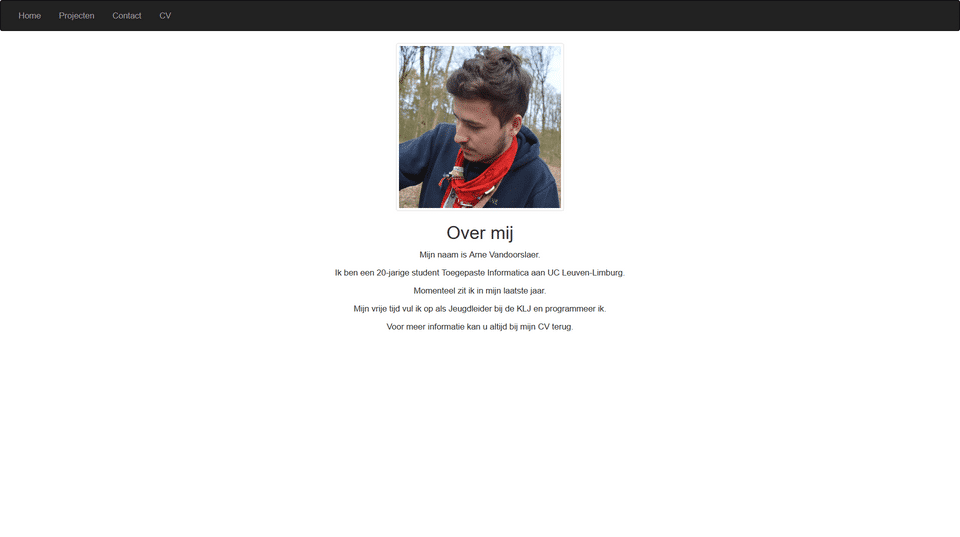 Home Projecten Contact CV
Over mij
Mijn naam is Arne Vandoorslaer.
Ik ben een 20-jarige student Toegepaste Informatica aan UC Leuven-Limburg.
Momenteel zit ik in mijn laatste jaar.
Mijn vrije tijd vul ik op als Jeugdleider bij de KLJ en programmeer ik.
Voor meer informatie kan u altijd bij mijn CV terug.